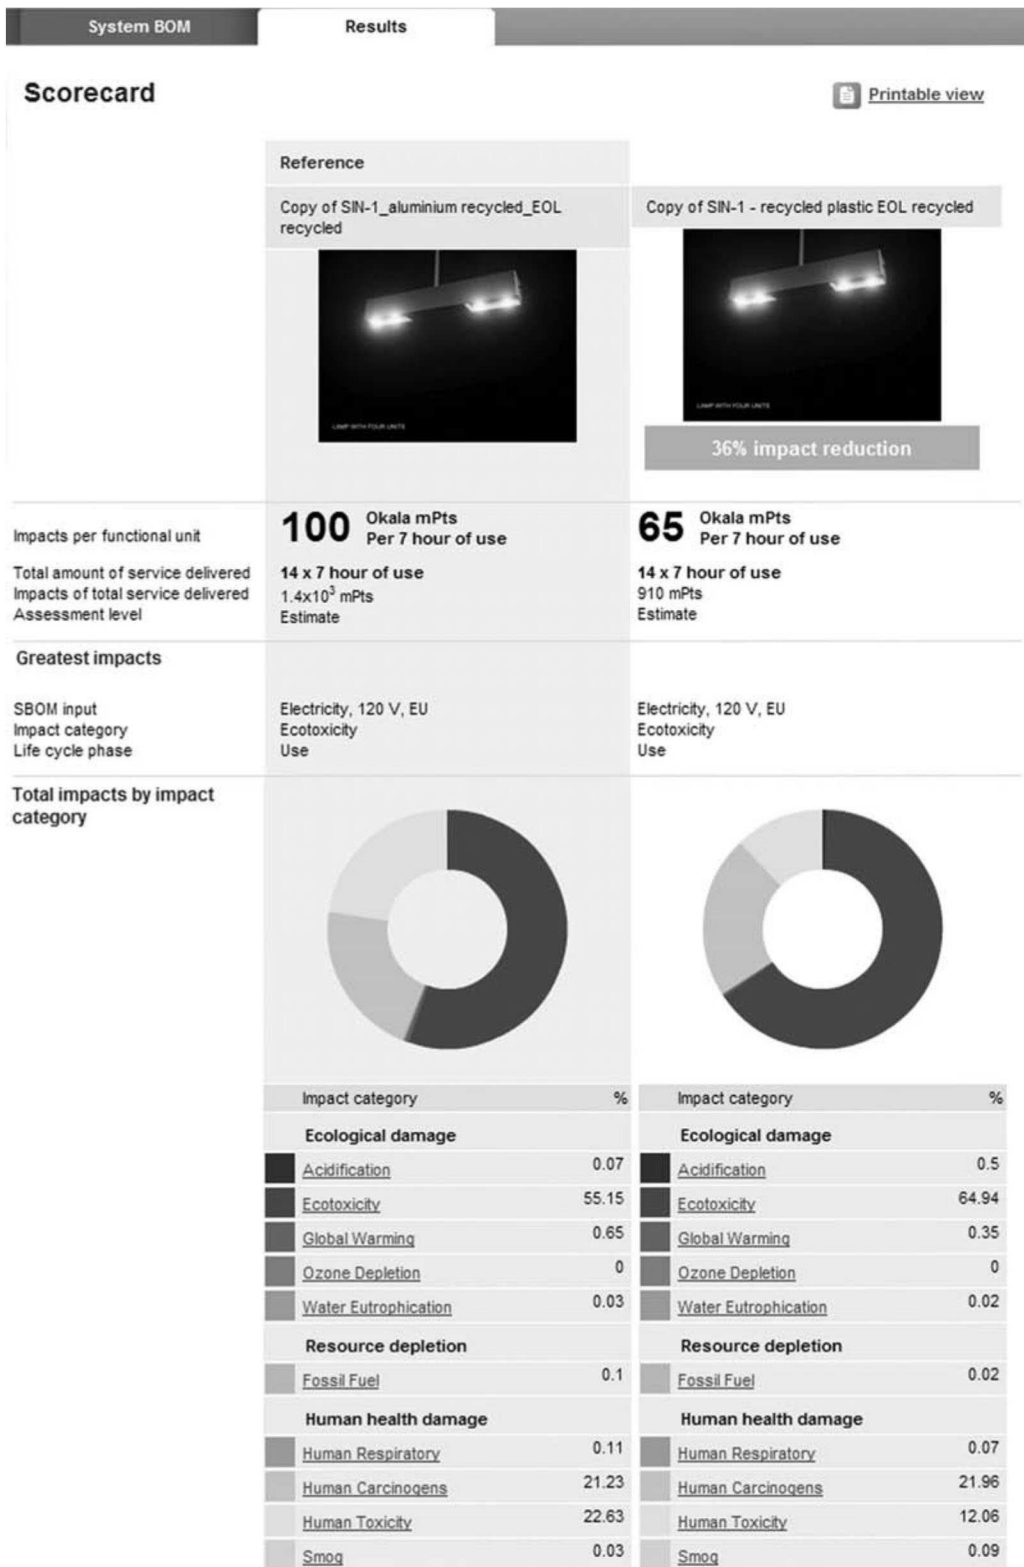 System BOM
Results
Scorecard
Printable view
Reference
Copy of SIN-1_aluminium recycled_EOL
recycled
Copy of SIN-1 - recycled plastic EOL recycled
LAMP WITH FOUR UNITS
LAMP WITH FOUR UNITS
36% impact reduction
Impacts per functional unit
100 Okala mPts
Per 7 hour of use
65 Okala mPts
Per 7 hour of use
Total amount of service delivered 14 x 7 hour of use 14 x 7 hour of use
Impacts of total service delivered 1.4x10³ mPts 910 mPts
Assessment level Estimate Estimate
Greatest impacts
SBOM input Electricity, 120 V, EU Electricity, 120 V, EU
Impact category Ecotoxicity Ecotoxicity
Life cycle phase Use Use
Total impacts by impact
category
Impact category % Impact category %
Ecological damage Ecological damage
Acidification 0.07 Acidification 0.5
Ecotoxicity 55.15 Ecotoxicity 64.94
Global Warming 0.65 Global Warming 0.35
Ozone Depletion 0 Ozone Depletion 0
Water Eutrophication 0.03 Water Eutrophication 0.02
Resource depletion Resource depletion
Fossil Fuel 0.1 Fossil Fuel 0.02
Human health damage Human health damage
Human Respiratory 0.11 Human Respiratory 0.07
Human Carcinogens 21.23 Human Carcinogens 21.96
Human Toxicity 22.63 Human Toxicity 12.06
Smog 0.03 Smog 0.09